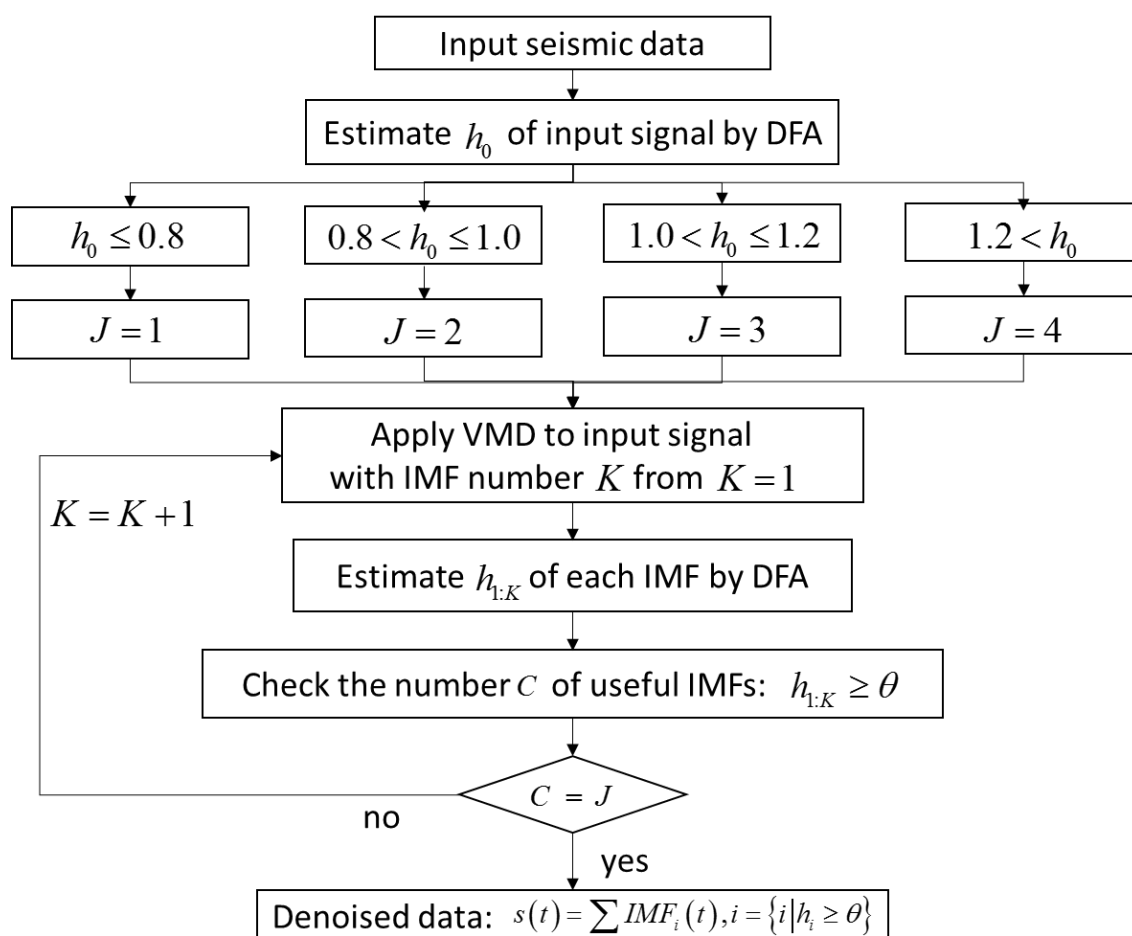 Input seismic data
Estimate h₀ of input signal by DFA
h₀ ≤ 0.8
0.8 < h₀ ≤ 1.0
1.0 < h₀ ≤ 1.2
1.2 < h₀
J = 1
J = 2
J = 3
J = 4
Apply VMD to input signal
with IMF number K from K = 1
K = K + 1
Estimate h₁:K of each IMF by DFA
Check the number C of useful IMFs: h₁:K ≥ θ
C = J
no
yes
Denoised data: s(t) = ∑ IMFᵢ(t), i = {i|hᵢ ≥ θ}